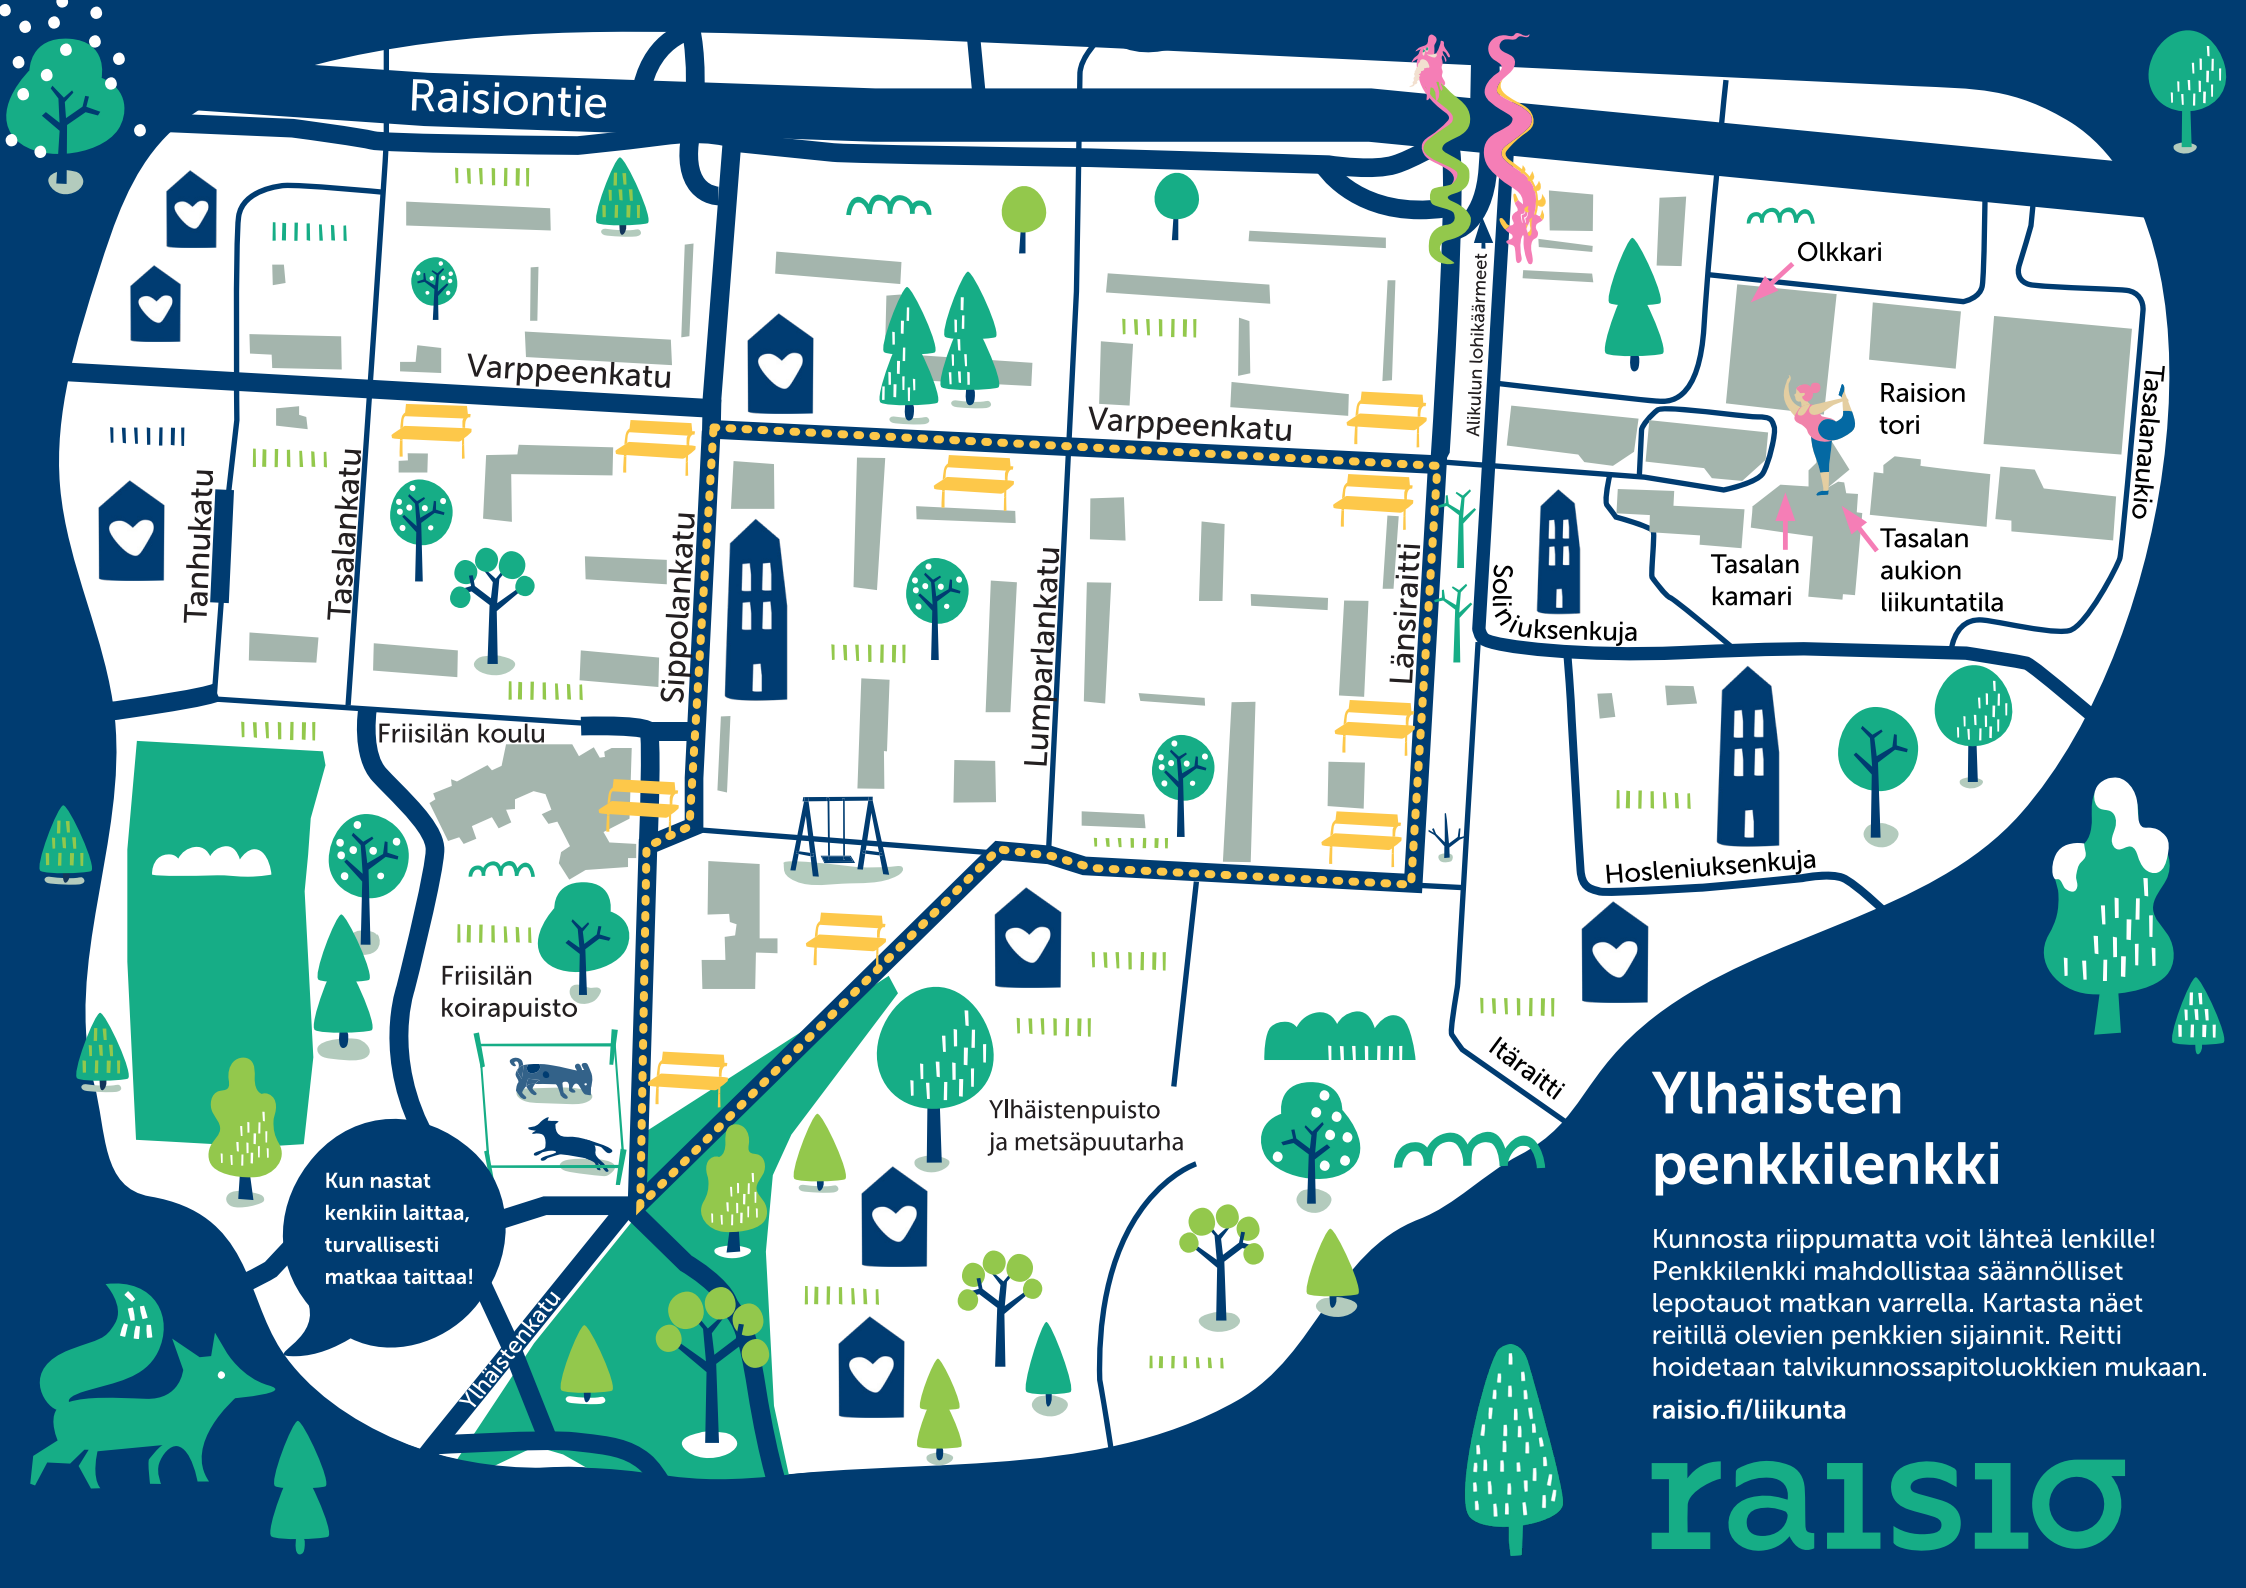 Raisiontie
Olkkari
Alikulun lohikäärmeet
Varppeenkatu
Varppeenkatu
Raision
tori
Tasalanaukio
Tanhukatu
Tasalankatu
Sippolankatu
Lumparlankatu
Länsiraitti
Soliniuksenkuja
Tasalan
kamari
Tasalan
aukion
liikuntatila
Friisilän koulu
Hosleniuksenkuja
Friisilän
koirapuisto
Itäraitti
Ylhäistenpuisto
ja metsäpuutarha
Kun nastat
kenkiin laittaa,
turvallisesti
matkaa taittaa!
Ylhäistenkatu
Ylhäisten
penkkilenkki
Kunnosta riippumatta voit lähteä lenkille!
Penkkilenkki mahdollistaa säännölliset
lepotauot matkan varrella. Kartasta näet
reitillä olevien penkkien sijainnit. Reitti
hoidetaan talvikunnossapitoluokkien mukaan.
raisio.fi/liikunta
raisio